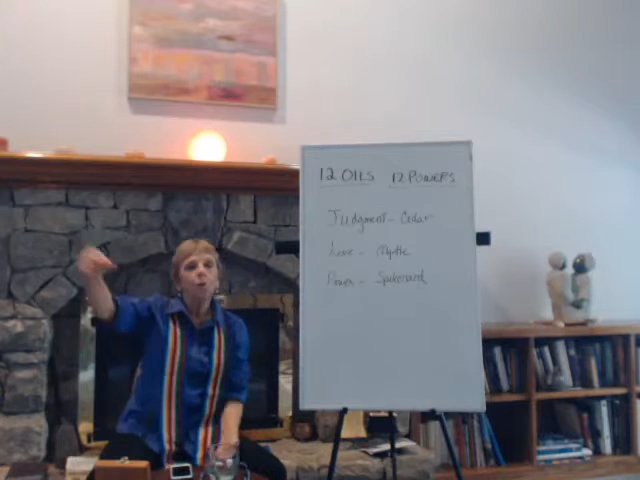 12 OILS 12 POWERS
Judgment - Cedar
Love - Myrtle
Power - Spikenard